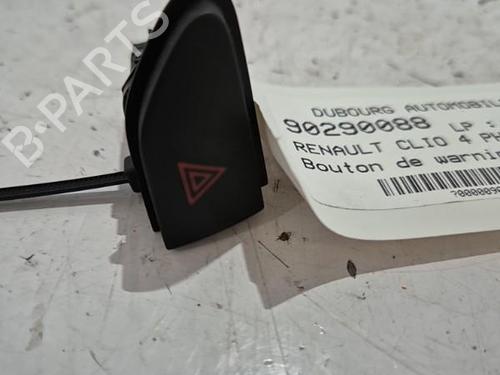 B-PARTS
DUBOURG AUTOMOBIL
90290088 LP :
RENAULT CLIO 4 PH
Bouton de warnin